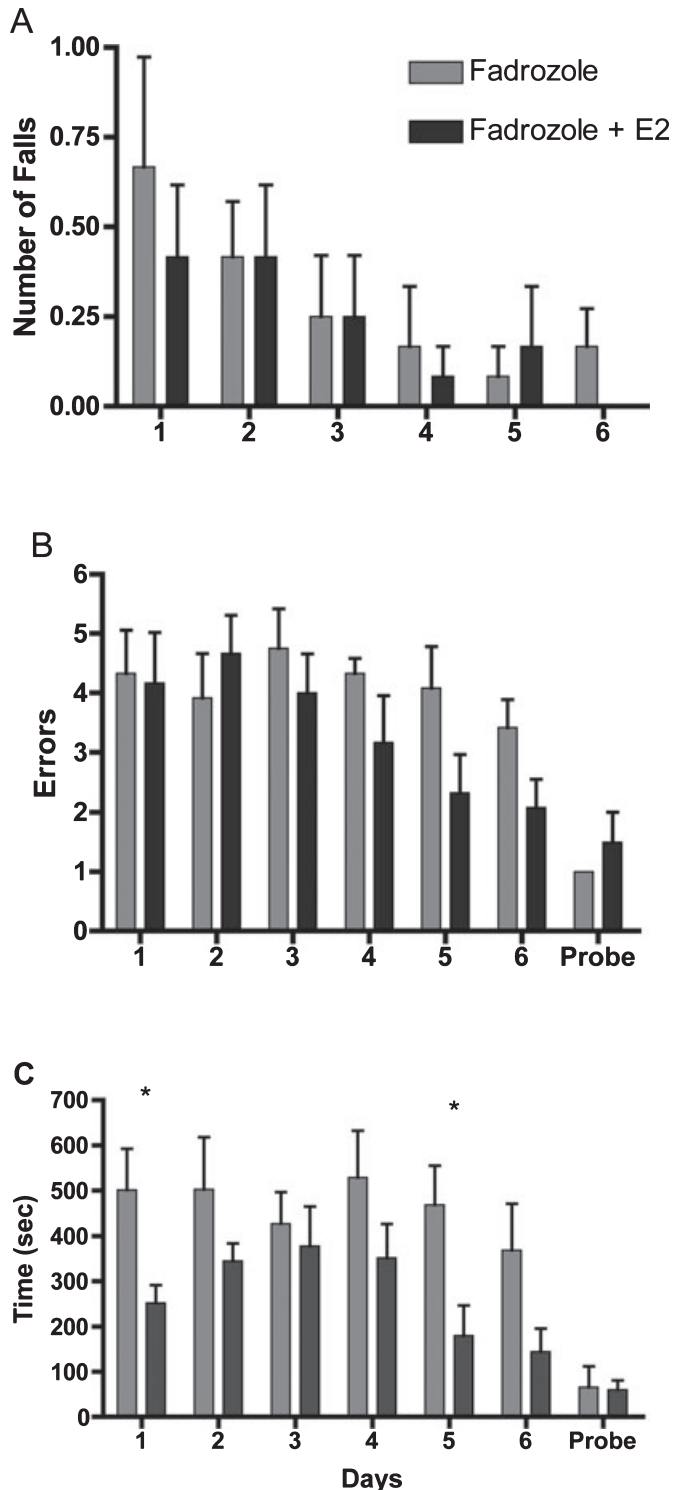 A
1.00
0.75
0.50
0.25
0.00
Number of Falls
Fadrozole
Fadrozole + E2
1 2 3 4 5 6
B
6
5
4
3
2
1
0
Errors
1 2 3 4 5 6 Probe
C
* *
700
600
500
400
300
200
100
0
Time (sec)
1 2 3 4 5 6 Probe
Days